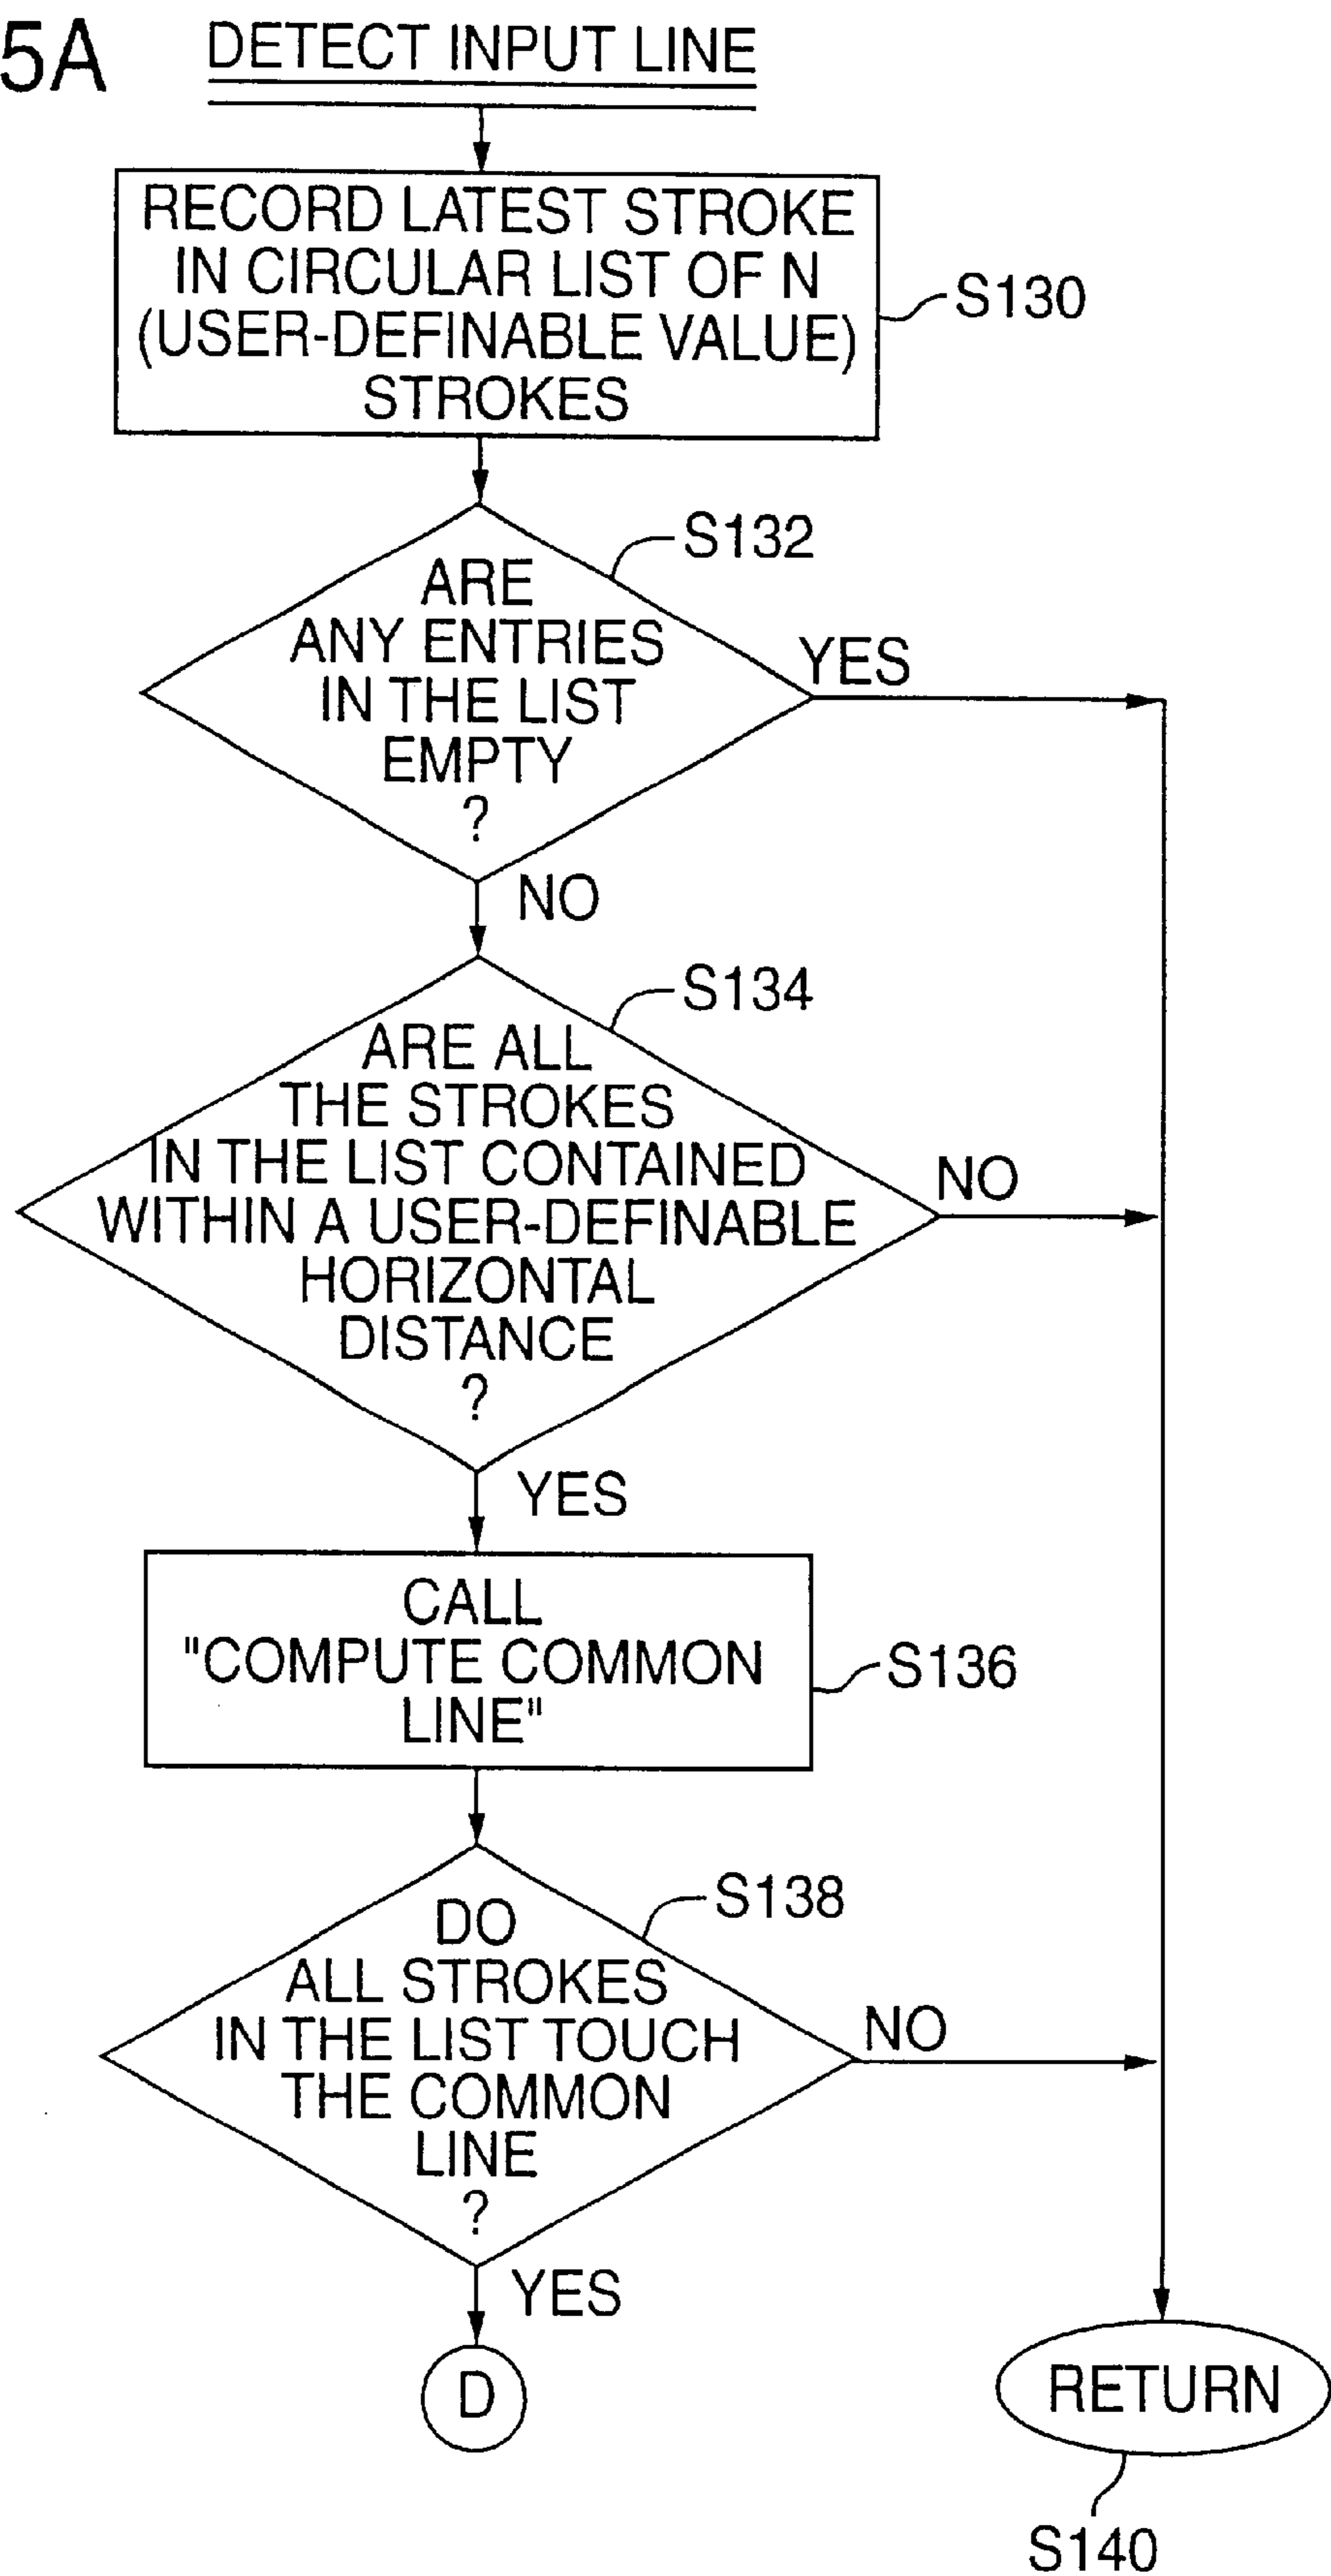 5A
DETECT INPUT LINE
RECORD LATEST STROKE
IN CIRCULAR LIST OF N
(USER-DEFINABLE VALUE)
STROKES
S130
S132
ARE
ANY ENTRIES
IN THE LIST
EMPTY
?
YES
NO
S134
ARE ALL
THE STROKES
IN THE LIST CONTAINED
WITHIN A USER-DEFINABLE
HORIZONTAL
DISTANCE
?
NO
YES
CALL
"COMPUTE COMMON
LINE"
S136
S138
DO
ALL STROKES
IN THE LIST TOUCH
THE COMMON
LINE
?
NO
YES
D
RETURN
S140